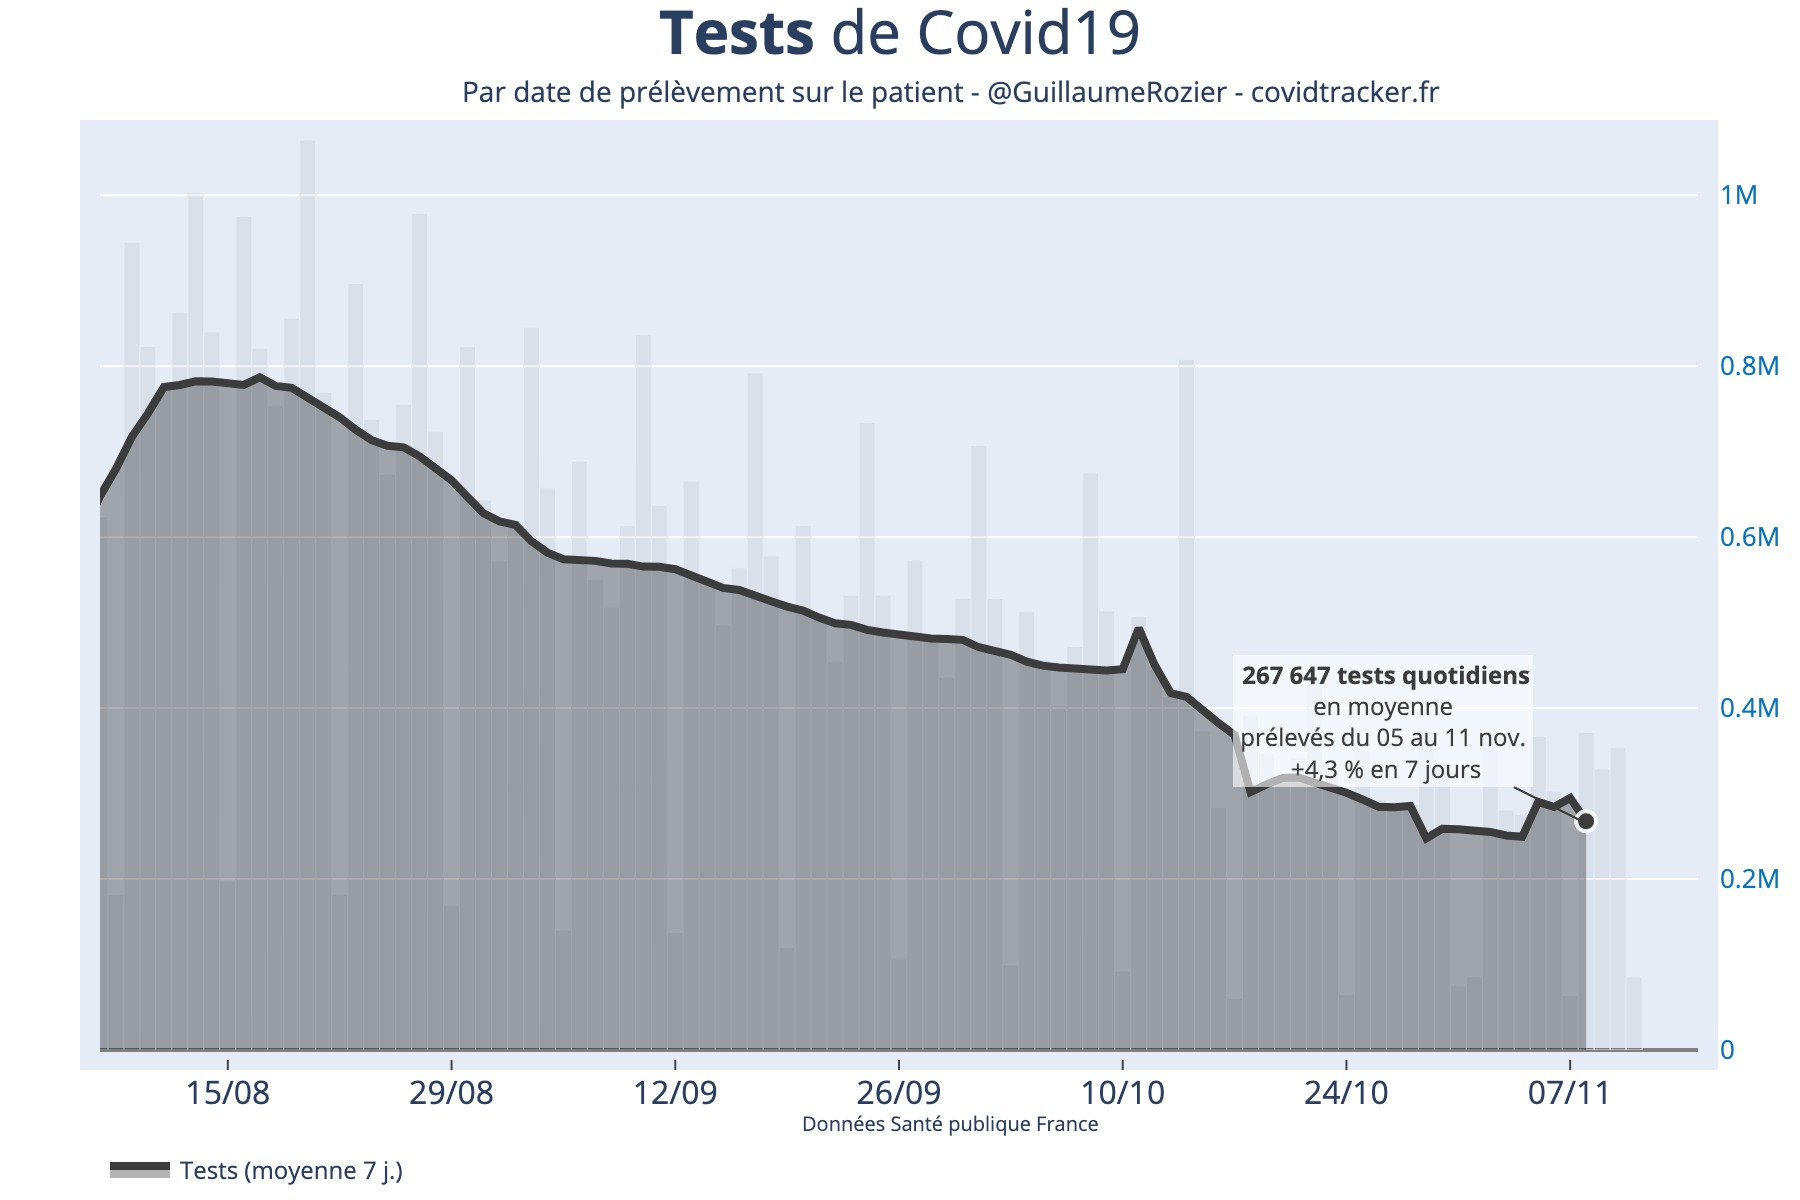 Tests de Covid19
Par date de prélèvement sur le patient - @GuillaumeRozier - covidtracker.fr
1M
0.8M
0.6M
0.4M
0.2M
0
267 647 tests quotidiens
en moyenne
prélevés du 05 au 11 nov.
+4,3 % en 7 jours
15/08 29/08 12/09 26/09 10/10 24/10 07/11
Données Santé publique France
Tests (moyenne 7 j.)